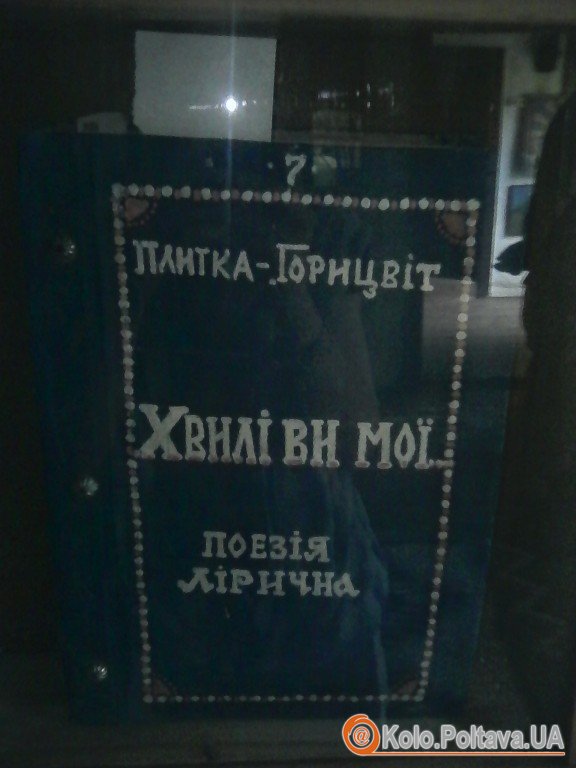 7
Плитка-Горицвіт
Хвилі ви мої...
поезія
лірична
Kolo.Poltava.UA